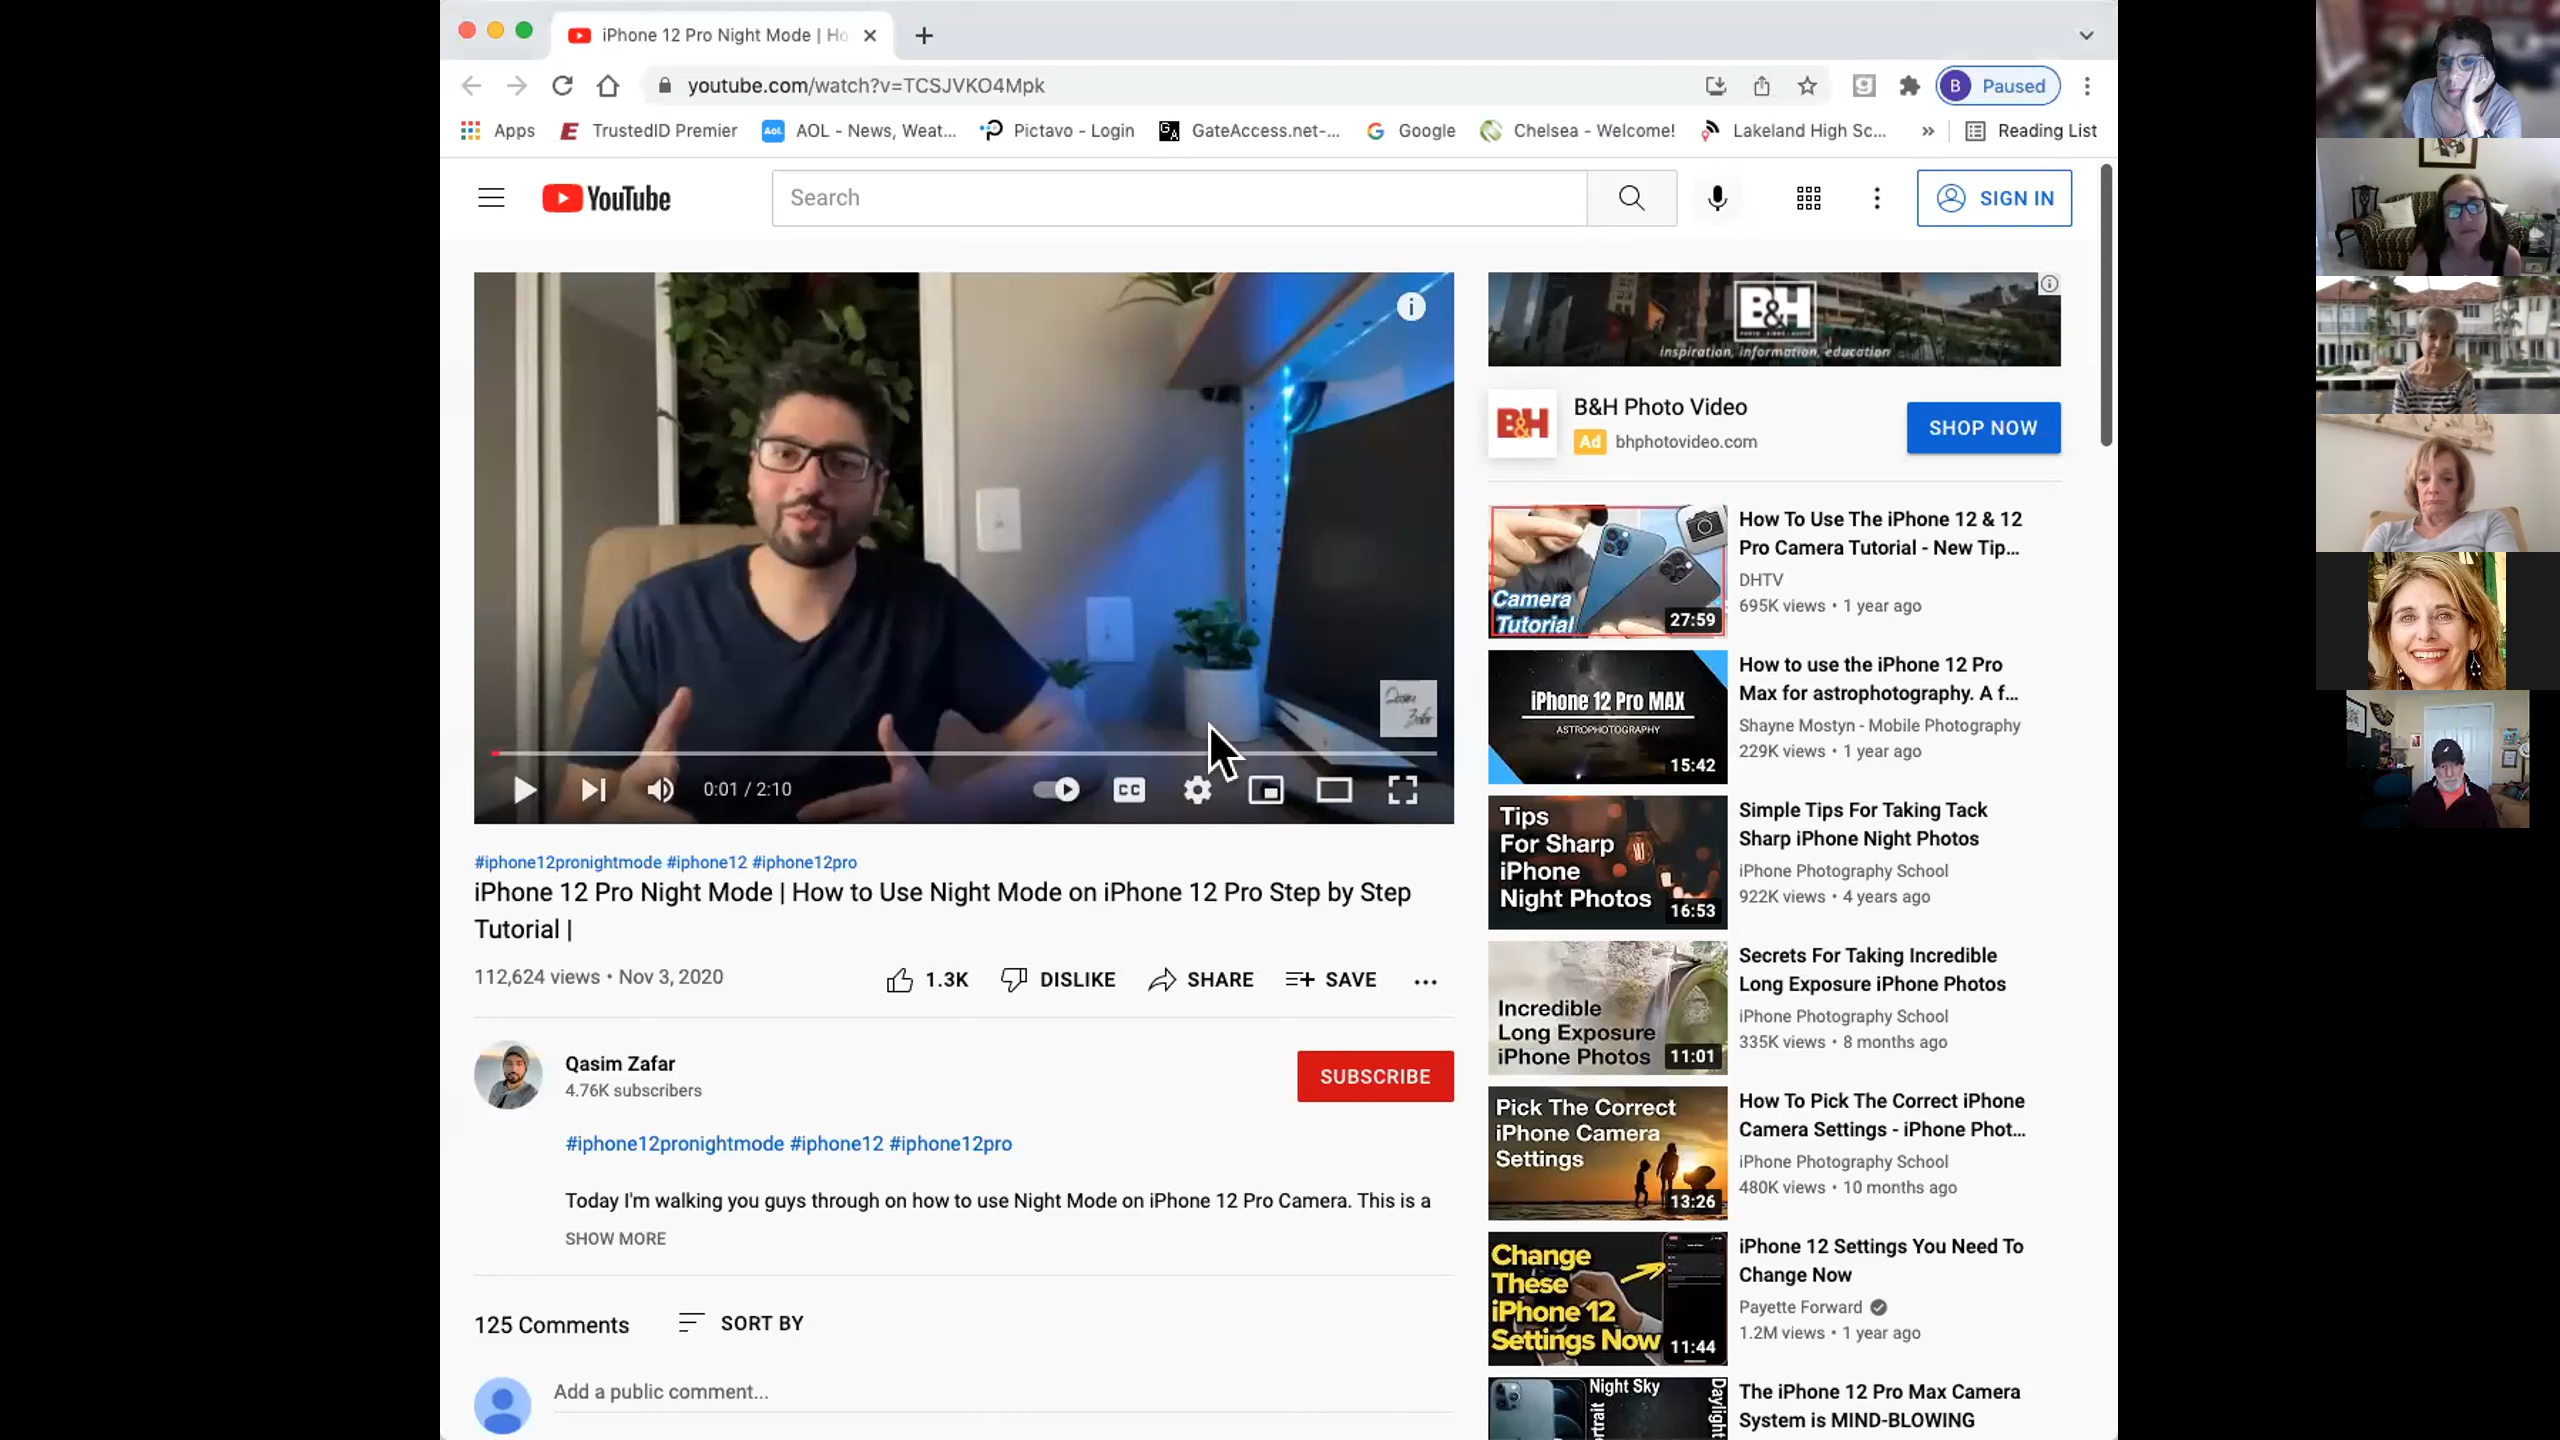 iPhone 12 Pro Night Mode | Ho
youtube.com/watch?v=TCSJVKO4Mpk
Paused
B
Apps
TrustedID Premier
Aol.
AOL - News, Weat...
Pictavo - Login
GateAccess.net-...
Google
Chelsea - Welcome!
Lakeland High Sc...
»
Reading List
YouTube
Search
SIGN IN
B&H
PHOTO · VIDEO · AUDIO
inspiration, information, education
B&H
B&H Photo Video
Ad bhphotovideo.com
SHOP NOW
Qasim
Zafar
0:01 / 2:10
CC
#iphone12pronightmode #iphone12 #iphone12pro
iPhone 12 Pro Night Mode | How to Use Night Mode on iPhone 12 Pro Step by Step
Tutorial |
112,624 views • Nov 3, 2020
1.3K
DISLIKE
SHARE
SAVE
Qasim Zafar
4.76K subscribers
SUBSCRIBE
#iphone12pronightmode #iphone12 #iphone12pro
Today I'm walking you guys through on how to use Night Mode on iPhone 12 Pro Camera. This is a
SHOW MORE
125 Comments
SORT BY
Add a public comment...
Camera
Tutorial
27:59
How To Use The iPhone 12 & 12
Pro Camera Tutorial - New Tip...
DHTV
695K views • 1 year ago
iPhone 12 Pro MAX
ASTROPHOTOGRAPHY
15:42
How to use the iPhone 12 Pro
Max for astrophotography. A f...
Shayne Mostyn - Mobile Photography
229K views • 1 year ago
Tips
For Sharp
iPhone
Night Photos
16:53
Simple Tips For Taking Tack
Sharp iPhone Night Photos
iPhone Photography School
922K views • 4 years ago
Incredible
Long Exposure
iPhone Photos
11:01
Secrets For Taking Incredible
Long Exposure iPhone Photos
iPhone Photography School
335K views • 8 months ago
Pick The Correct
iPhone Camera
Settings
13:26
How To Pick The Correct iPhone
Camera Settings - iPhone Phot...
iPhone Photography School
480K views • 10 months ago
Change
These
iPhone 12
Settings Now
11:44
iPhone 12 Settings You Need To
Change Now
Payette Forward
1.2M views • 1 year ago
Night Sky
Daylight
The iPhone 12 Pro Max Camera
System is MIND-BLOWING